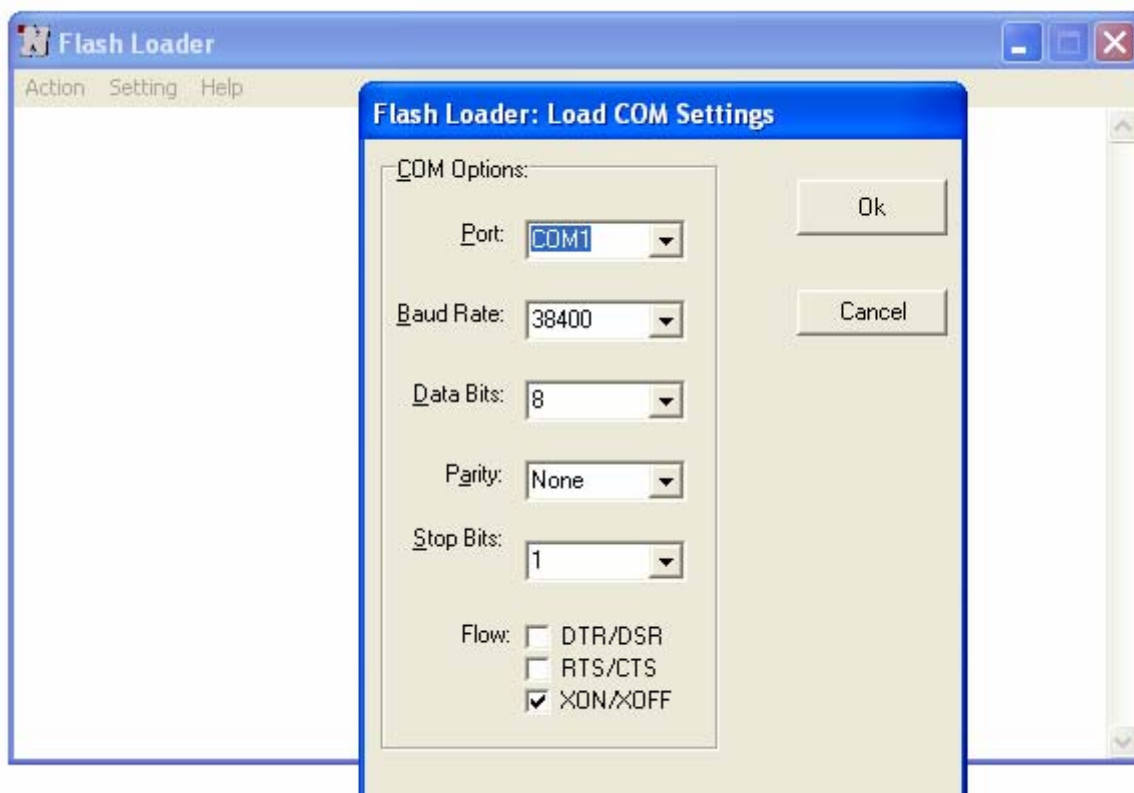 Flash Loader
Action Setting Help
Flash Loader: Load COM Settings
COM Options:
Port: COM1
Ok
Baud Rate: 38400
Cancel
Data Bits: 8
Parity: None
Stop Bits: 1
Flow: DTR/DSR
RTS/CTS
XON/XOFF